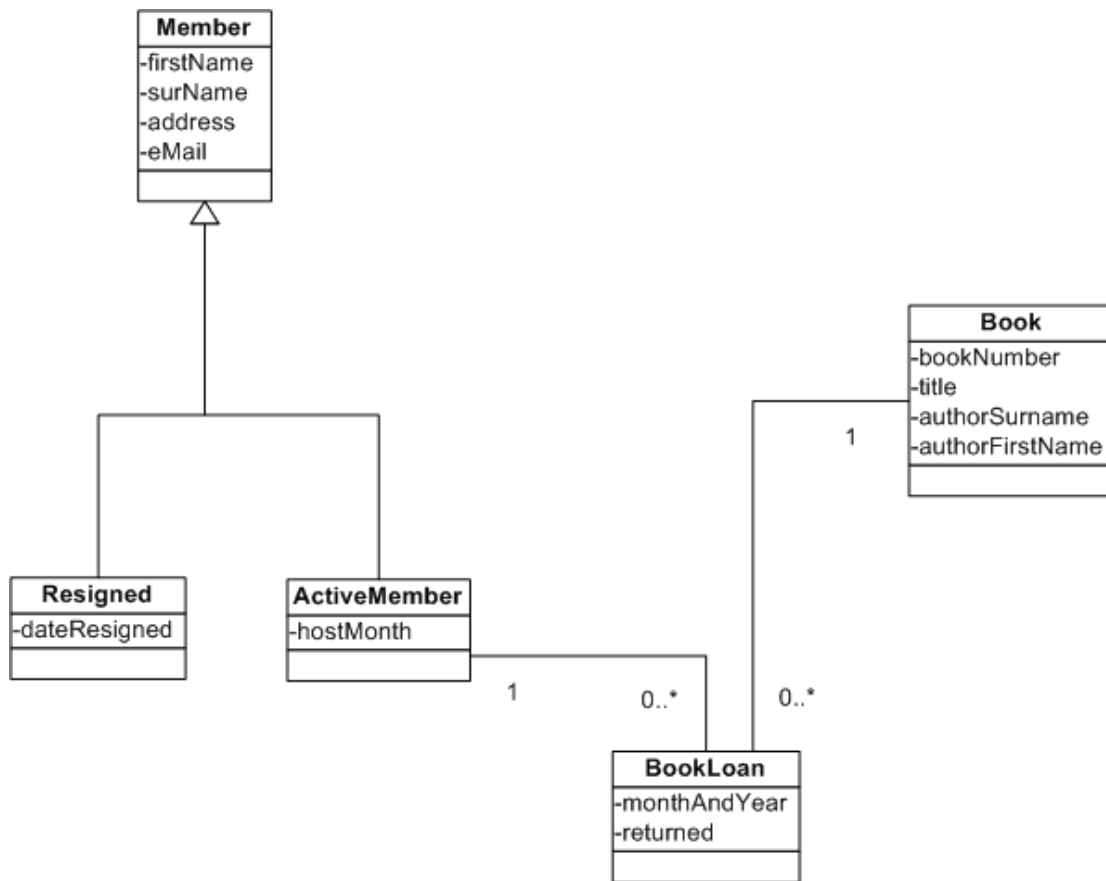 Member
-firstName
-surName
-address
-eMail
Book
-bookNumber
-title
-authorSurname
-authorFirstName
1
Resigned
-dateResigned
ActiveMember
-hostMonth
1
0..*
0..*
BookLoan
-monthAndYear
-returned